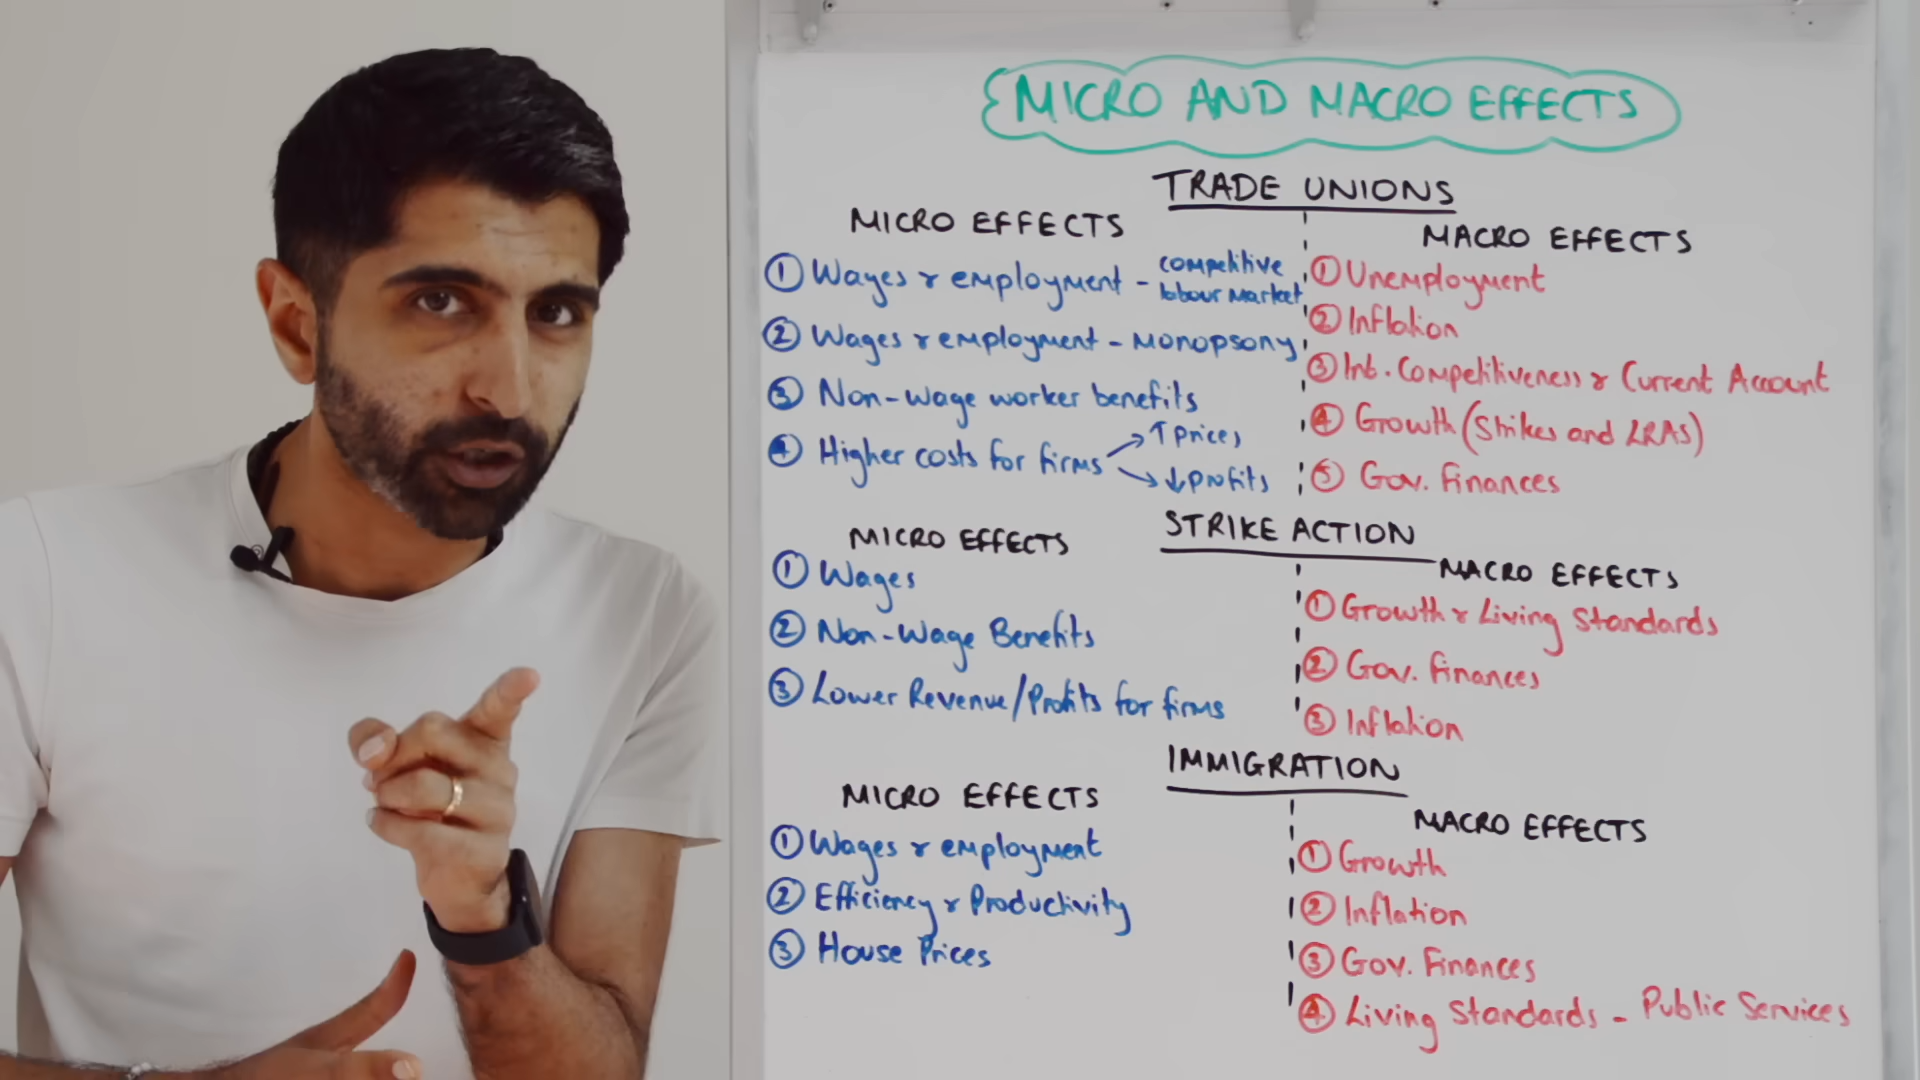 MICRO AND MACRO EFFECTS
TRADE UNIONS
MICRO EFFECTS
① Wages & employment - competitive labour market
② Wages & employment - monopsony
③ Non-wage worker benefits
④ Higher costs for firms
↑ prices
↓ profits
MACRO EFFECTS
① Unemployment
② Inflation
③ Int. Competitiveness & Current Account
④ Growth (Strikes and LRAS)
⑤ Gov. Finances
STRIKE ACTION
MICRO EFFECTS
① Wages
② Non-Wage Benefits
③ Lower Revenue/Profits for firms
MACRO EFFECTS
① Growth & Living Standards
② Gov. Finances
③ Inflation
IMMIGRATION
MICRO EFFECTS
① Wages & employment
② Efficiency & Productivity
③ House Prices
MACRO EFFECTS
① Growth
② Inflation
③ Gov. Finances
④ Living Standards - Public Services